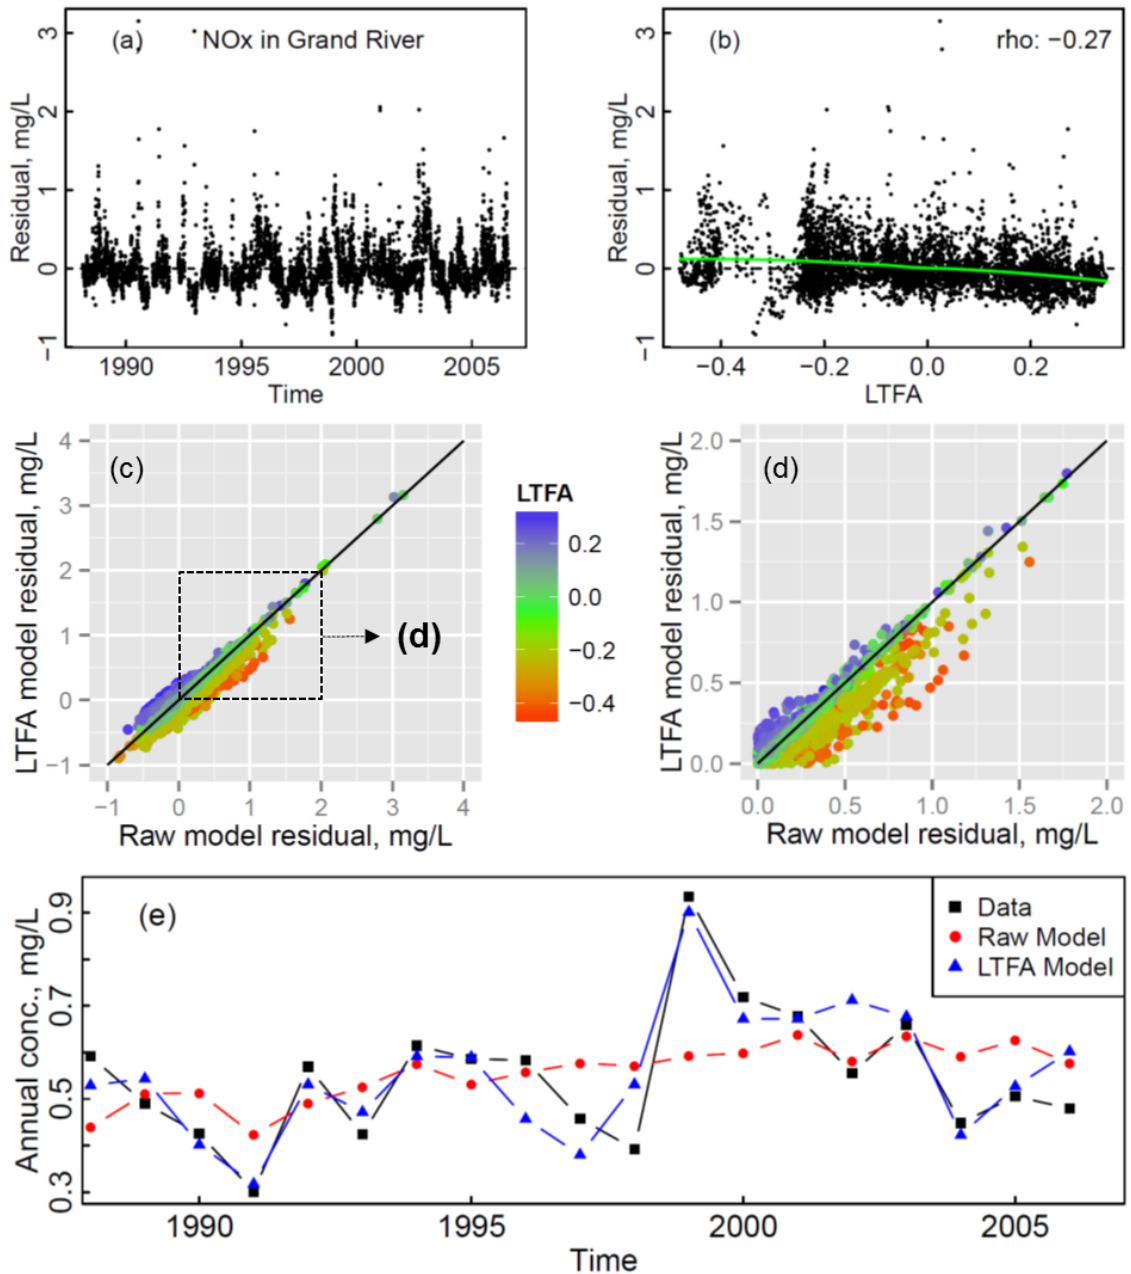 (a)
NOx in Grand River
Residual, mg/L
3
2
1
0
−1
1990 1995 2000 2005
Time
(b)
rho: −0.27
Residual, mg/L
3
2
1
0
−1
−0.4 −0.2 0.0 0.2
LTFA
(c)
LTFA model residual, mg/L
4
3
2
1
0
−1
−1 0 1 2 3 4
Raw model residual, mg/L
(d)
LTFA
0.2
0.0
−0.2
−0.4
(d)
LTFA model residual, mg/L
2.0
1.5
1.0
0.5
0.0
0.0 0.5 1.0 1.5 2.0
Raw model residual, mg/L
(e)
Annual conc., mg/L
0.9
0.7
0.5
0.3
Data
Raw Model
LTFA Model
1990 1995 2000 2005
Time